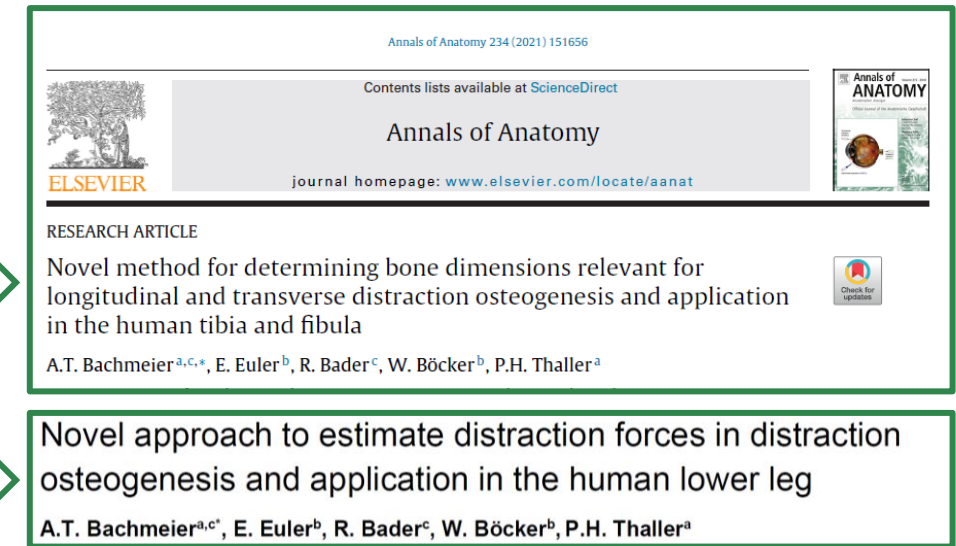 Annals of Anatomy 234 (2021) 151656
Contents lists available at ScienceDirect
Annals of Anatomy
journal homepage: www.elsevier.com/locate/aanat
ELSEVIER
Annals of
ANATOMY
RESEARCH ARTICLE
Novel method for determining bone dimensions relevant for
longitudinal and transverse distraction osteogenesis and application
in the human tibia and fibula
Check for
updates
A.T. Bachmeier a,c,*, E. Euler b, R. Bader c, W. Böcker b, P.H. Thaller a
Novel approach to estimate distraction forces in distraction
osteogenesis and application in the human lower leg
A.T. Bachmeier a,c*, E. Euler b, R. Bader c, W. Böcker b, P.H. Thaller a